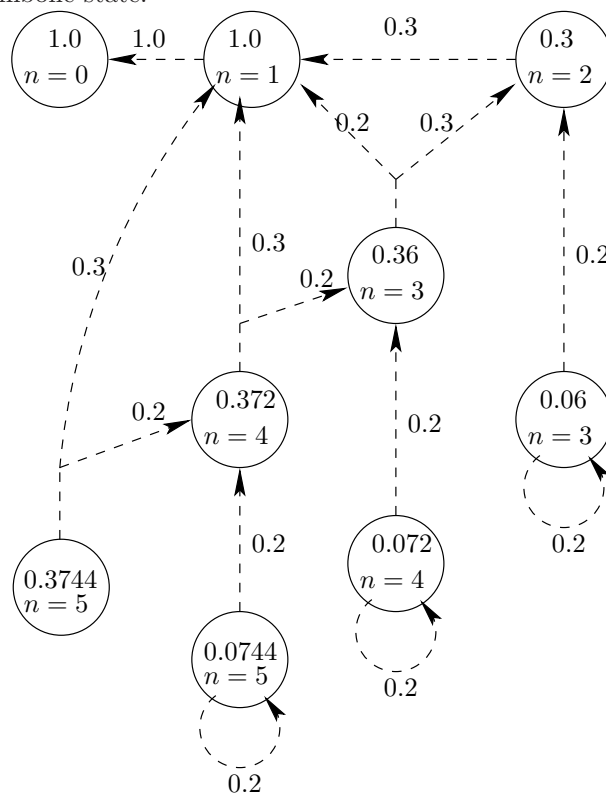 state.
1.0 1.0 1.0 0.3 0.3
n = 0 n = 1 n = 2
0.2 0.3
0.3 0.36 0.2
0.3 0.2 n = 3
0.2 0.372 0.2 0.06
n = 4 n = 3
0.2 0.072 0.2
0.3744 n = 4
n = 5
0.0744
n = 5 0.2
0.2